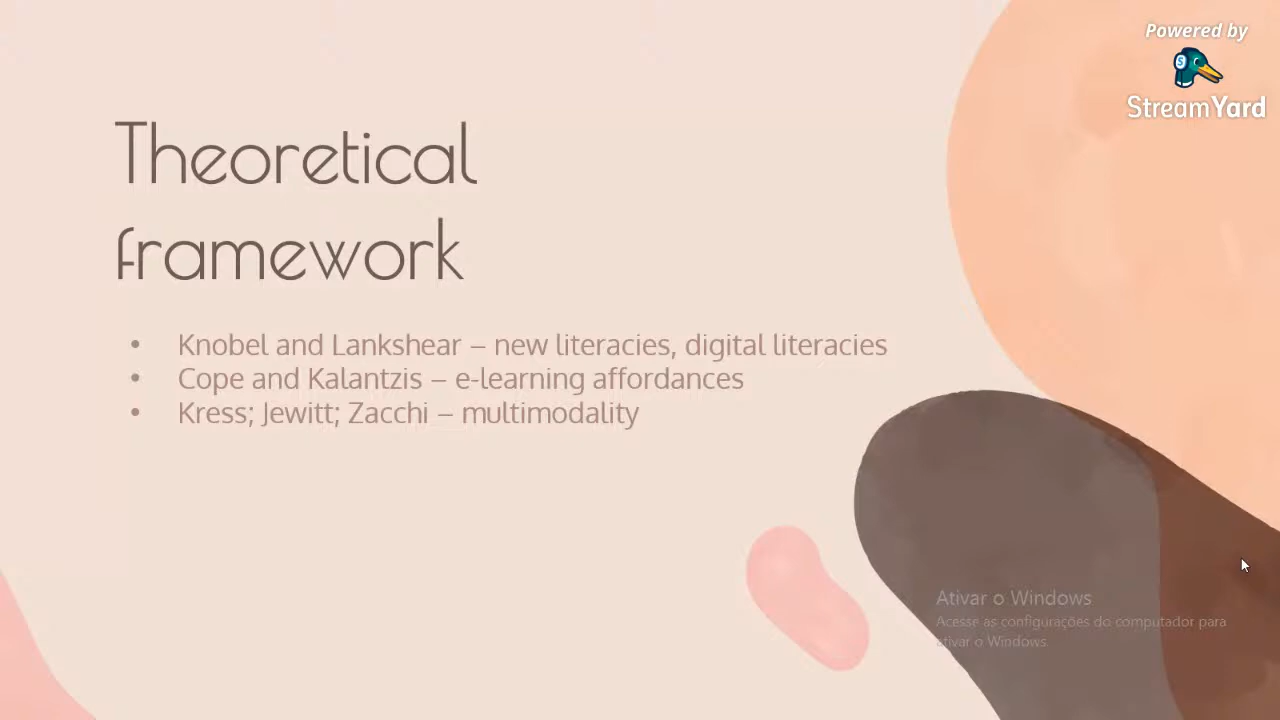 Powered by
StreamYard
Theoretical
framework
• Knobel and Lankshear – new literacies, digital literacies
• Cope and Kalantzis – e-learning affordances
• Kress; Jewitt; Zacchi – multimodality
Ativar o Windows
Acesse as configurações do computador para
ativar o Windows.